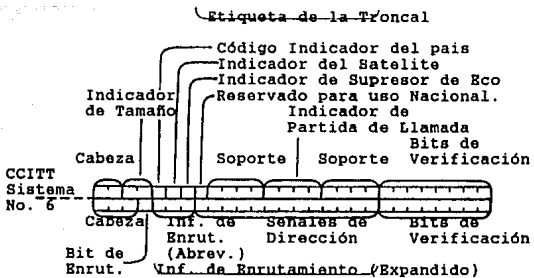 Etiqueta de la Troncal
Código Indicador del pais
Indicador del Satelite
Indicador de Supresor de Eco
Indicador Reservado para uso Nacional.
de Tamaño Indicador de
Partida de Llamada
Bits de
Cabeza Soporte Soporte Verificación
CCITT
Sistema
No. 6
Cabeza Inf. de Señales de Bits de
Enrut. Dirección Verificación
Bit de (Abrev.)
Enrut. Inf. de Enrutamiento (Expandido)